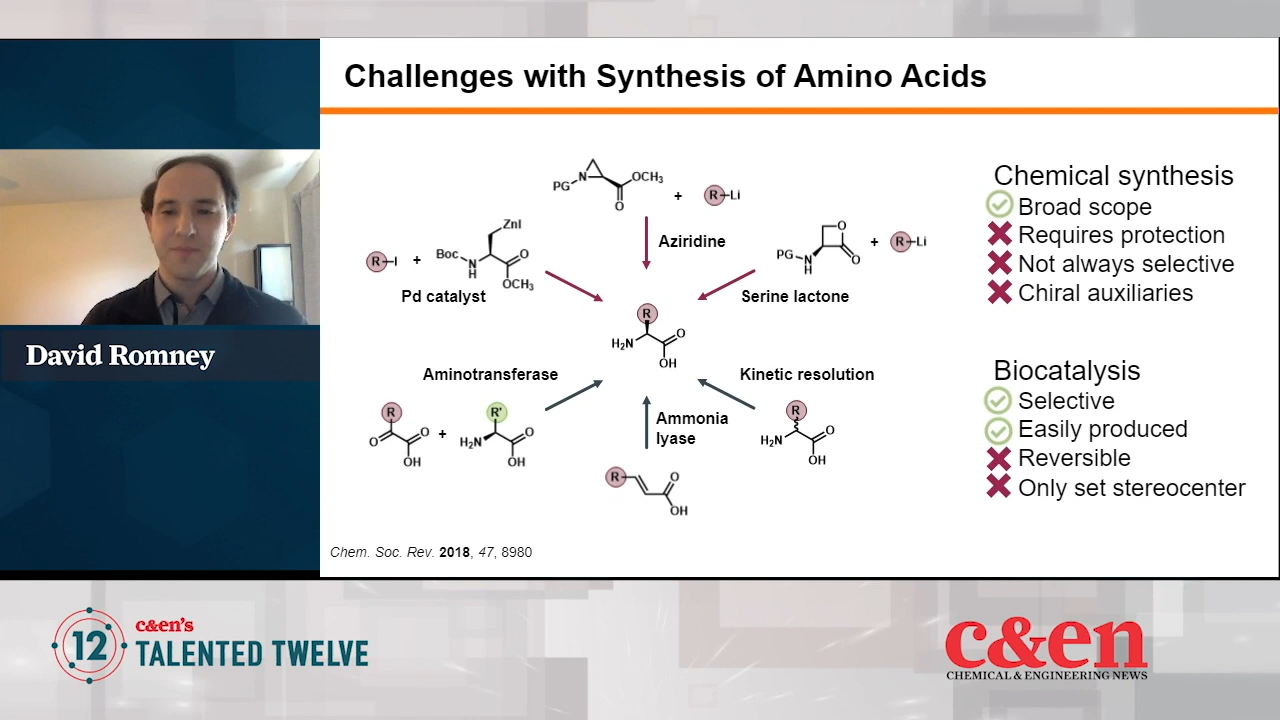 Challenges with Synthesis of Amino Acids
PG
N
OCH₃
O
+
R
Li
Aziridine
R
I
+
ZnI
Boc
N
H
O
OCH₃
Pd catalyst
O
O
PG
N
H
+
R
Li
Serine lactone
R
H₂N
O
OH
Aminotransferase
R
O
O
OH
+
R'
H₂N
O
OH
Ammonia
lyase
R
O
OH
Kinetic resolution
R
H₂N
O
OH
Chemical synthesis
Broad scope
Requires protection
Not always selective
Chiral auxiliaries
Biocatalysis
Selective
Easily produced
Reversible
Only set stereocenter
Chem. Soc. Rev. 2018, 47, 8980
David Romney
12
c&en's
TALENTED TWELVE
c&en
CHEMICAL & ENGINEERING NEWS